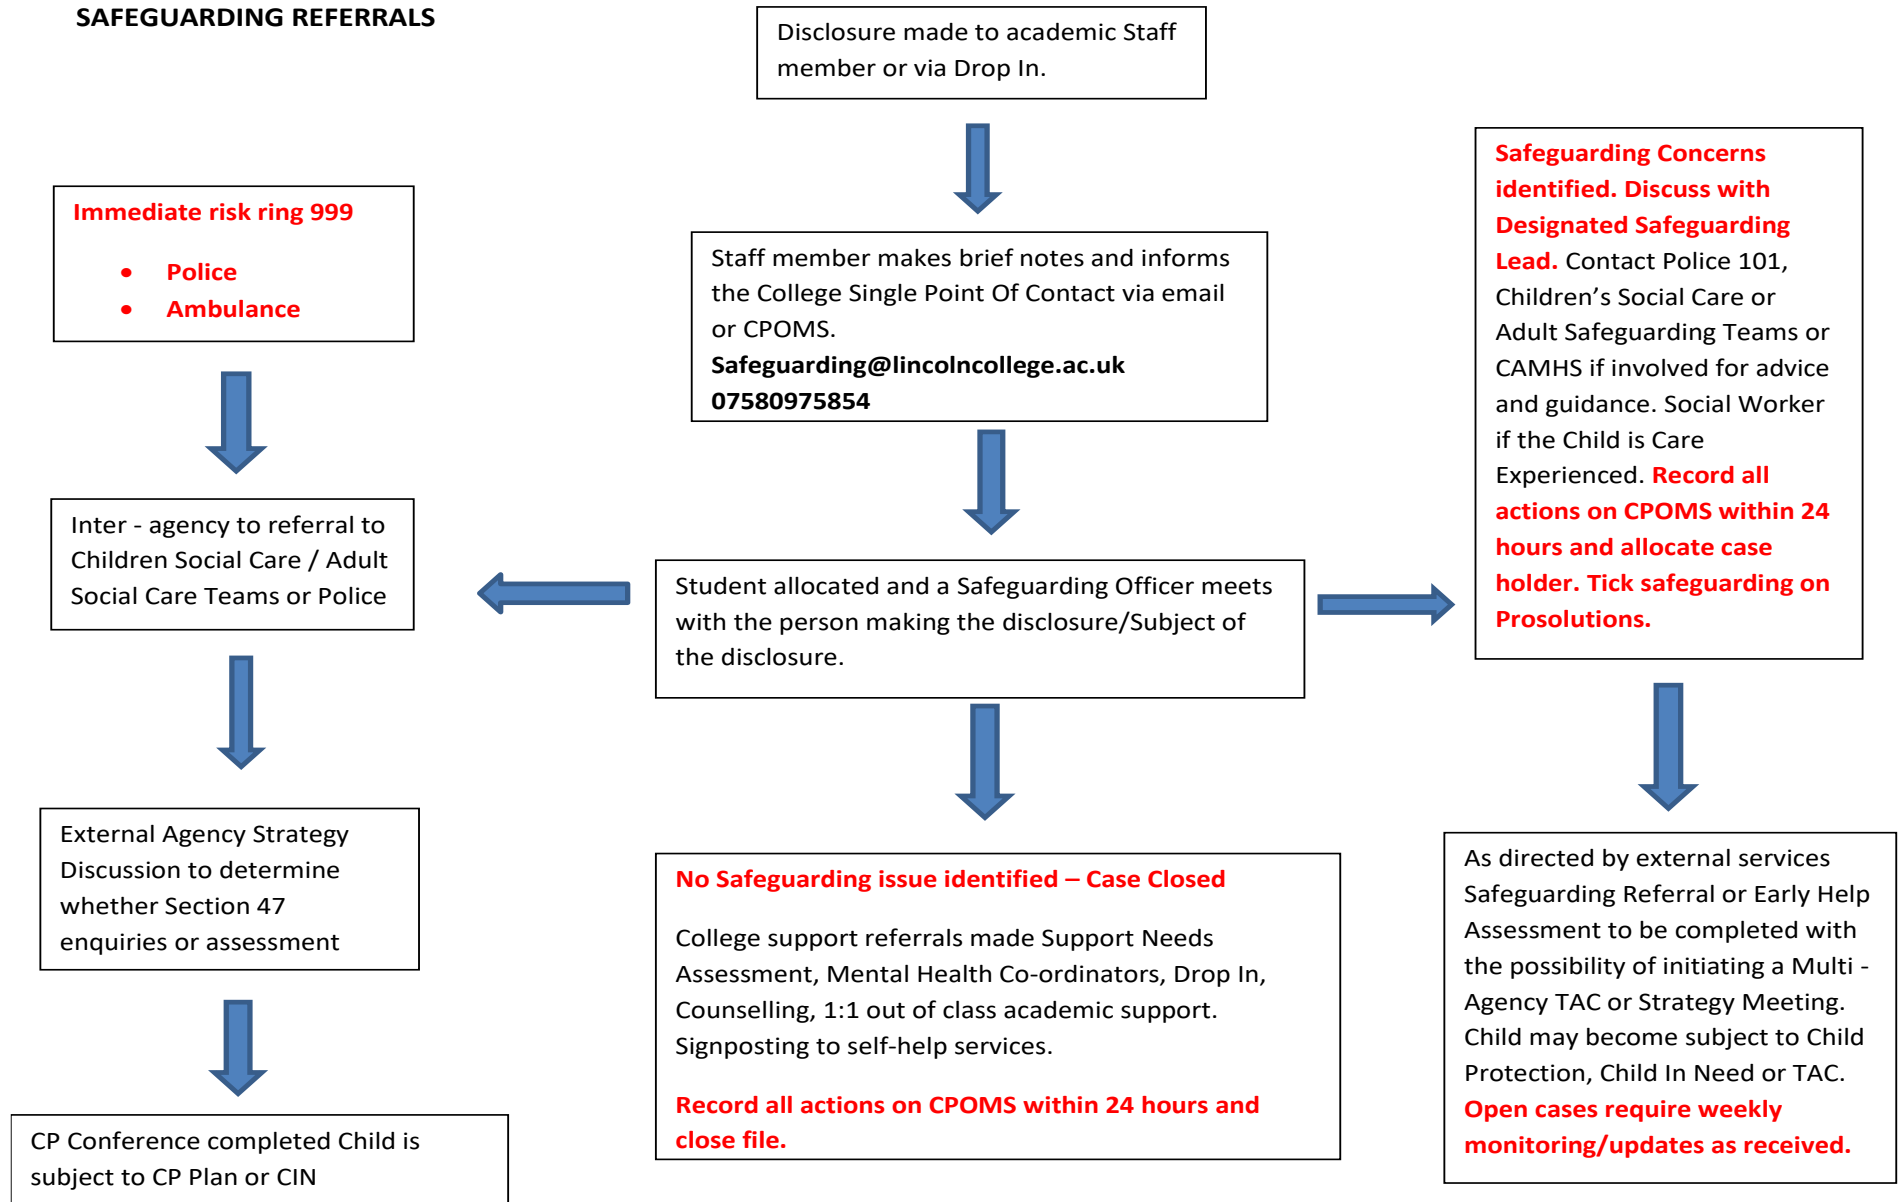 SAFEGUARDING REFERRALS
Disclosure made to academic Staff
member or via Drop In.
Immediate risk ring 999
• Police
• Ambulance
Staff member makes brief notes and informs
the College Single Point Of Contact via email
or CPOMS.
Safeguarding@lincolncollege.ac.uk
07580975854
Safeguarding Concerns
identified. Discuss with
Designated Safeguarding
Lead. Contact Police 101,
Children’s Social Care or
Adult Safeguarding Teams or
CAMHS if involved for advice
and guidance. Social Worker
if the Child is Care
Experienced. Record all
actions on CPOMS within 24
hours and allocate case
holder. Tick safeguarding on
Prosolutions.
Inter - agency to referral to
Children Social Care / Adult
Social Care Teams or Police
Student allocated and a Safeguarding Officer meets
with the person making the disclosure/Subject of
the disclosure.
External Agency Strategy
Discussion to determine
whether Section 47
enquiries or assessment
No Safeguarding issue identified – Case Closed
College support referrals made Support Needs
Assessment, Mental Health Co-ordinators, Drop In,
Counselling, 1:1 out of class academic support.
Signposting to self-help services.
Record all actions on CPOMS within 24 hours and
close file.
As directed by external services
Safeguarding Referral or Early Help
Assessment to be completed with
the possibility of initiating a Multi -
Agency TAC or Strategy Meeting.
Child may become subject to Child
Protection, Child In Need or TAC.
Open cases require weekly
monitoring/updates as received.
CP Conference completed Child is
subject to CP Plan or CIN